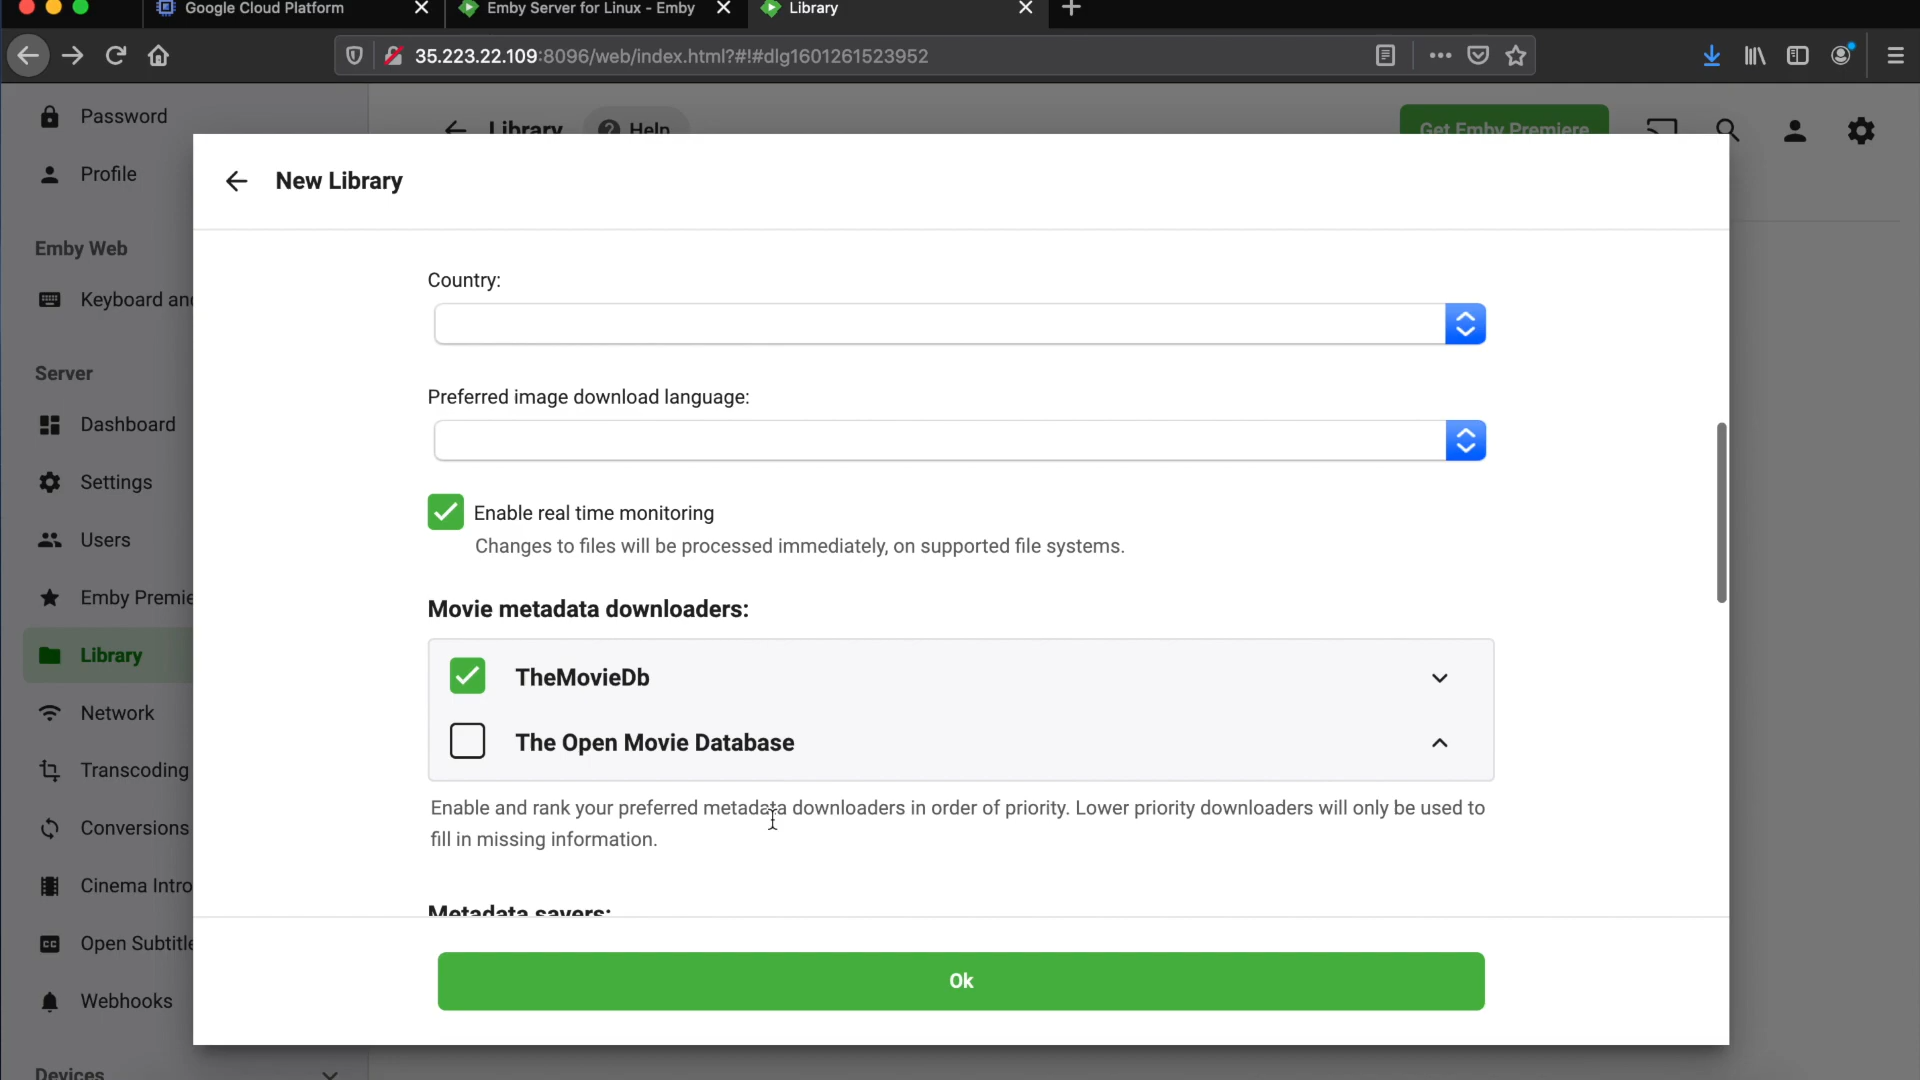 Google Cloud Platform
Emby Server for Linux - Emby
Library
35.223.22.109:8096/web/index.html?#!#dlg1601261523952
Password
Profile
Emby Web
Keyboard and
Server
Dashboard
Settings
Users
Emby Premie
Library
Network
Transcoding
Conversions
Cinema Intro
Open Subtitle
Webhooks
Devices
Library
Help
Get Emby Premiere
New Library
Country:
Preferred image download language:
Enable real time monitoring
Changes to files will be processed immediately, on supported file systems.
Movie metadata downloaders:
TheMovieDb
The Open Movie Database
Enable and rank your preferred metadata downloaders in order of priority. Lower priority downloaders will only be used to
fill in missing information.
Metadata savers:
Ok